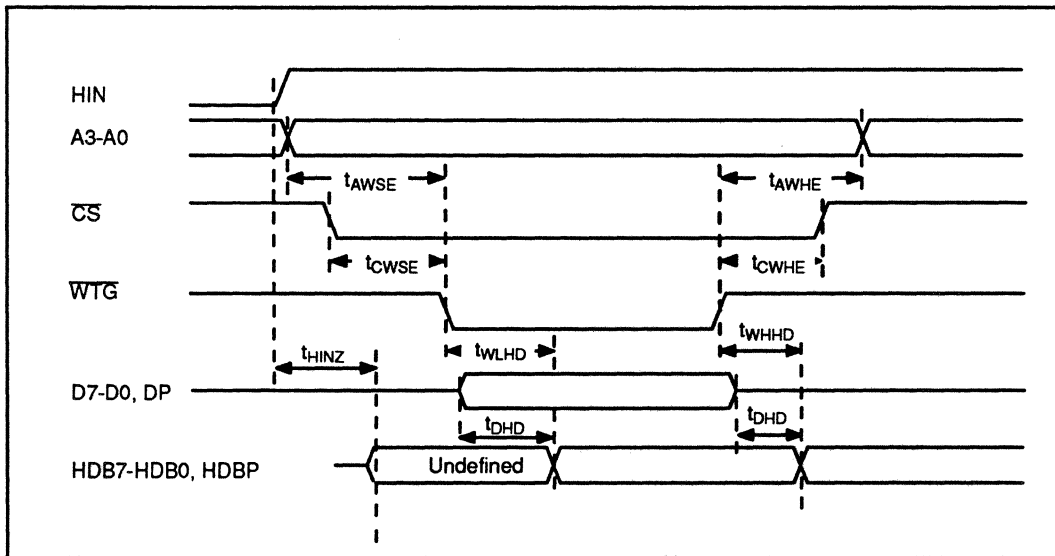 HIN
A3-A0
tAWSE
tAWHE
CS
tCWSE
tCWHE
WTG
tWHHD
tHINZ
tWLHD
D7-D0, DP
tDHD
tDHD
Undefined
HDB7-HDB0, HDBP